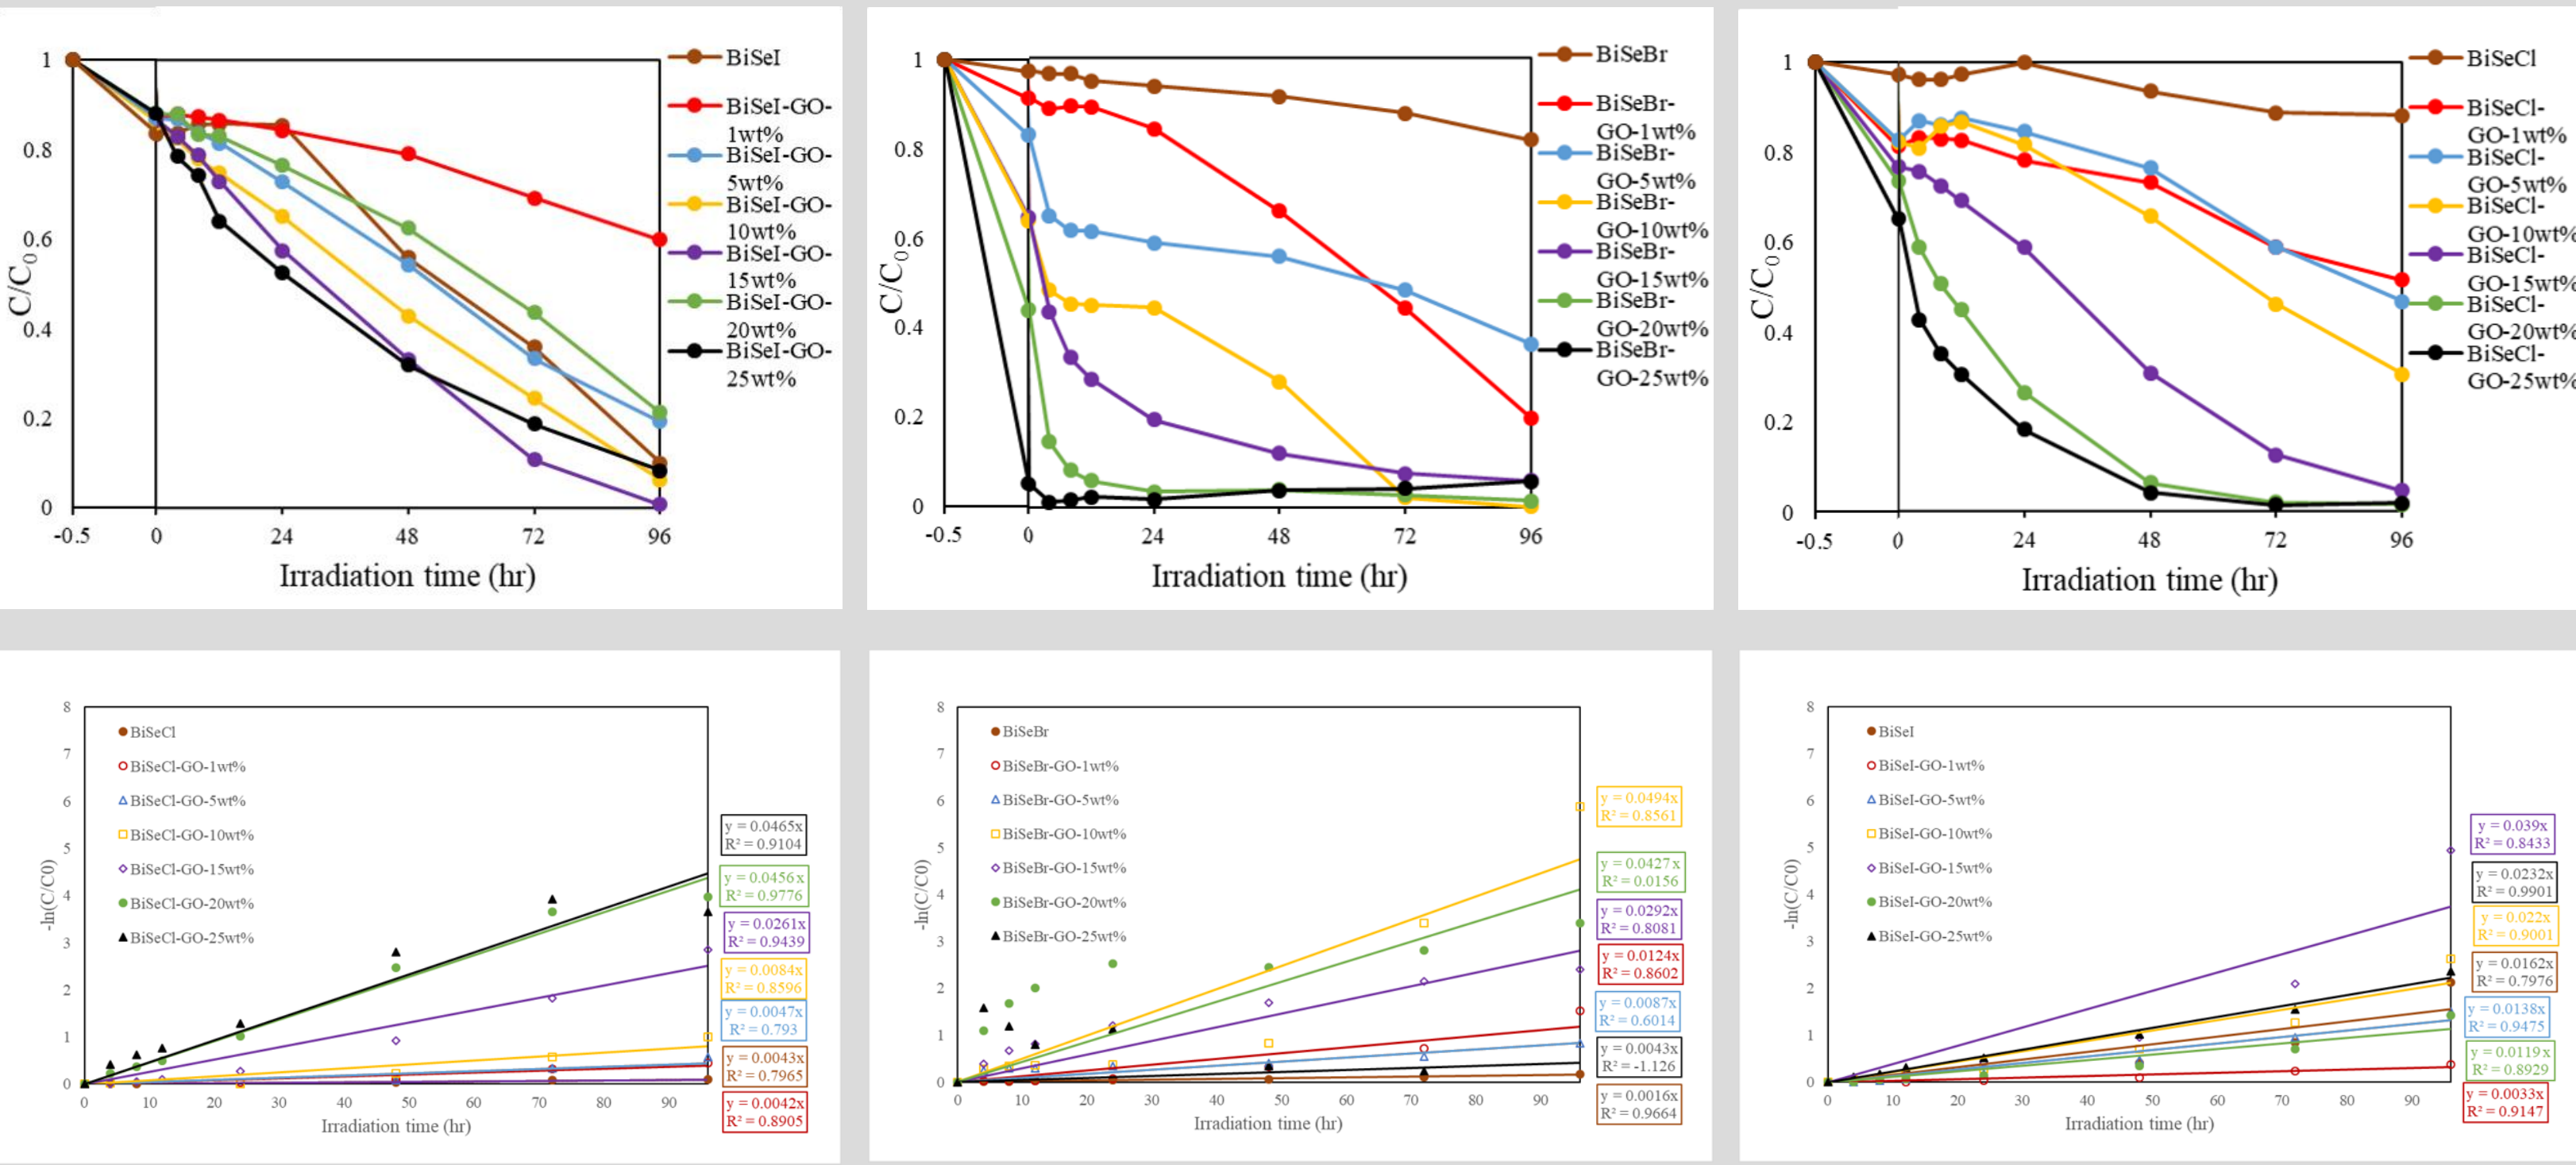 1
0.8
0.6
0.4
0.2
0
C/C0
-0.5
0
24
48
72
96
Irradiation time (hr)
BiSeI
BiSeI-GO-
1wt%
BiSeI-GO-
5wt%
BiSeI-GO-
10wt%
BiSeI-GO-
15wt%
BiSeI-GO-
20wt%
BiSeI-GO-
25wt%
1
0.8
0.6
0.4
0.2
0
C/C0
-0.5
0
24
48
72
96
Irradiation time (hr)
BiSeBr
BiSeBr-
GO-1wt%
BiSeBr-
GO-5wt%
BiSeBr-
GO-10wt%
BiSeBr-
GO-15wt%
BiSeBr-
GO-20wt%
BiSeBr-
GO-25wt%
1
0.8
0.6
0.4
0.2
0
C/C0
-0.5
0
24
48
72
96
Irradiation time (hr)
BiSeCl
BiSeCl-
GO-1wt%
BiSeCl-
GO-5wt%
BiSeCl-
GO-10wt%
BiSeCl-
GO-15wt%
BiSeCl-
GO-20wt%
BiSeCl-
GO-25wt%
8
7
6
5
4
3
2
1
0
-ln(C/C0)
0
10
20
30
40
50
60
70
80
90
Irradiation time (hr)
BiSeCl
BiSeCl-GO-1wt%
BiSeCl-GO-5wt%
BiSeCl-GO-10wt%
BiSeCl-GO-15wt%
BiSeCl-GO-20wt%
BiSeCl-GO-25wt%
y = 0.0465x
R² = 0.9104
y = 0.0456x
R² = 0.9776
y = 0.0261x
R² = 0.9439
y = 0.0084x
R² = 0.8596
y = 0.0047x
R² = 0.793
y = 0.0043x
R² = 0.7965
y = 0.0042x
R² = 0.8905
8
7
6
5
4
3
2
1
0
-ln(C/C0)
0
10
20
30
40
50
60
70
80
90
Irradiation time (hr)
BiSeBr
BiSeBr-GO-1wt%
BiSeBr-GO-5wt%
BiSeBr-GO-10wt%
BiSeBr-GO-15wt%
BiSeBr-GO-20wt%
BiSeBr-GO-25wt%
y = 0.0494x
R² = 0.8561
y = 0.0427x
R² = 0.0156
y = 0.0292x
R² = 0.8081
y = 0.0124x
R² = 0.8602
y = 0.0087x
R² = 0.6014
y = 0.0043x
R² = -1.126
y = 0.0016x
R² = 0.9664
8
7
6
5
4
3
2
1
0
-ln(C/C0)
0
10
20
30
40
50
60
70
80
90
Irradiation time (hr)
BiSeI
BiSeI-GO-1wt%
BiSeI-GO-5wt%
BiSeI-GO-10wt%
BiSeI-GO-15wt%
BiSeI-GO-20wt%
BiSeI-GO-25wt%
y = 0.039x
R² = 0.8433
y = 0.0232x
R² = 0.9901
y = 0.022x
R² = 0.9001
y = 0.0162x
R² = 0.7976
y = 0.0138x
R² = 0.9475
y = 0.0119x
R² = 0.8929
y = 0.0033x
R² = 0.9147